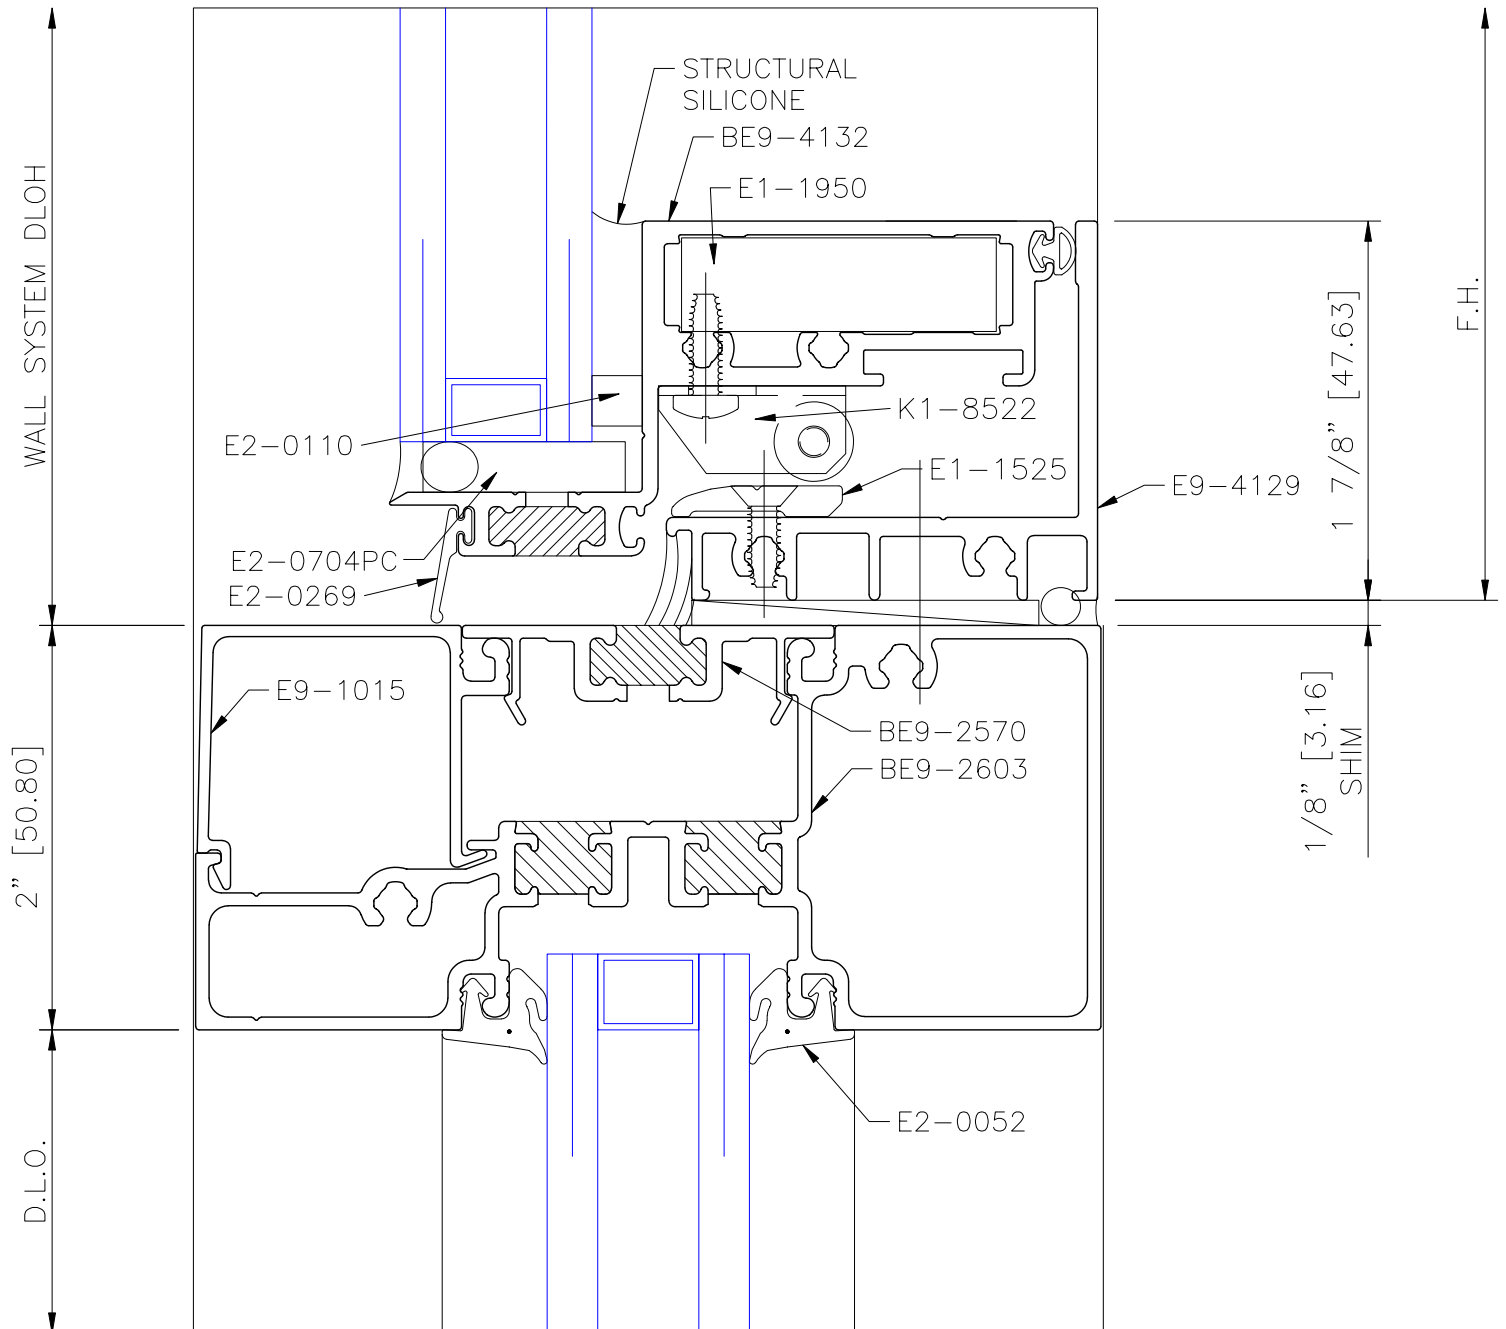 STRUCTURAL
SILICONE
BE9-4132
E1-1950
WALL SYSTEM DLOH
F.H.
1 7/8" [47.63]
K1-8522
E2-0110
E1-1525
E9-4129
E2-0704PC
E2-0269
E9-1015
BE9-2570
BE9-2603
1/8" [3.16]
SHIM
2" [50.80]
E2-0052
D.L.O.